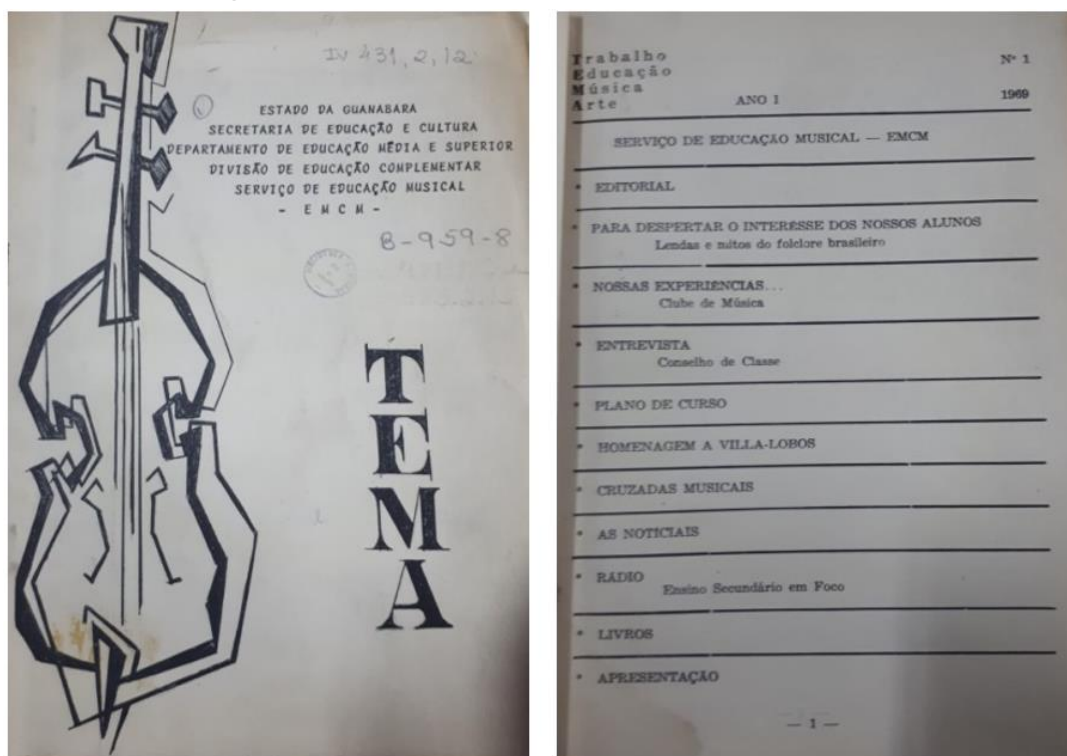 IV 431, 2, 12
ESTADO DA GUANABARA
SECRETARIA DE EDUCAÇÃO E CULTURA
DEPARTAMENTO DE EDUCAÇÃO MÉDIA E SUPERIOR
DIVISÃO DE EDUCAÇÃO COMPLEMENTAR
SERVIÇO DE EDUCAÇÃO MUSICAL
- E M C M -
B-959-8
T
E
M
A
Trabalho
Educação
Música
Arte
ANO I
Nº 1
1969
SERVIÇO DE EDUCAÇÃO MUSICAL — EMCM
* EDITORIAL
* PARA DESPERTAR O INTERÊSSE DOS NOSSOS ALUNOS
Lendas e mitos do folclore brasileiro
* NOSSAS EXPERIÊNCIAS...
Clube de Música
* ENTREVISTA
Conselho de Classe
* PLANO DE CURSO
* HOMENAGEM A VILLA-LOBOS
* CRUZADAS MUSICAIS
* AS NOTICIAIS
* RÁDIO
Ensino Secundário em Foco
* LIVROS
* APRESENTAÇÃO
— 1 —